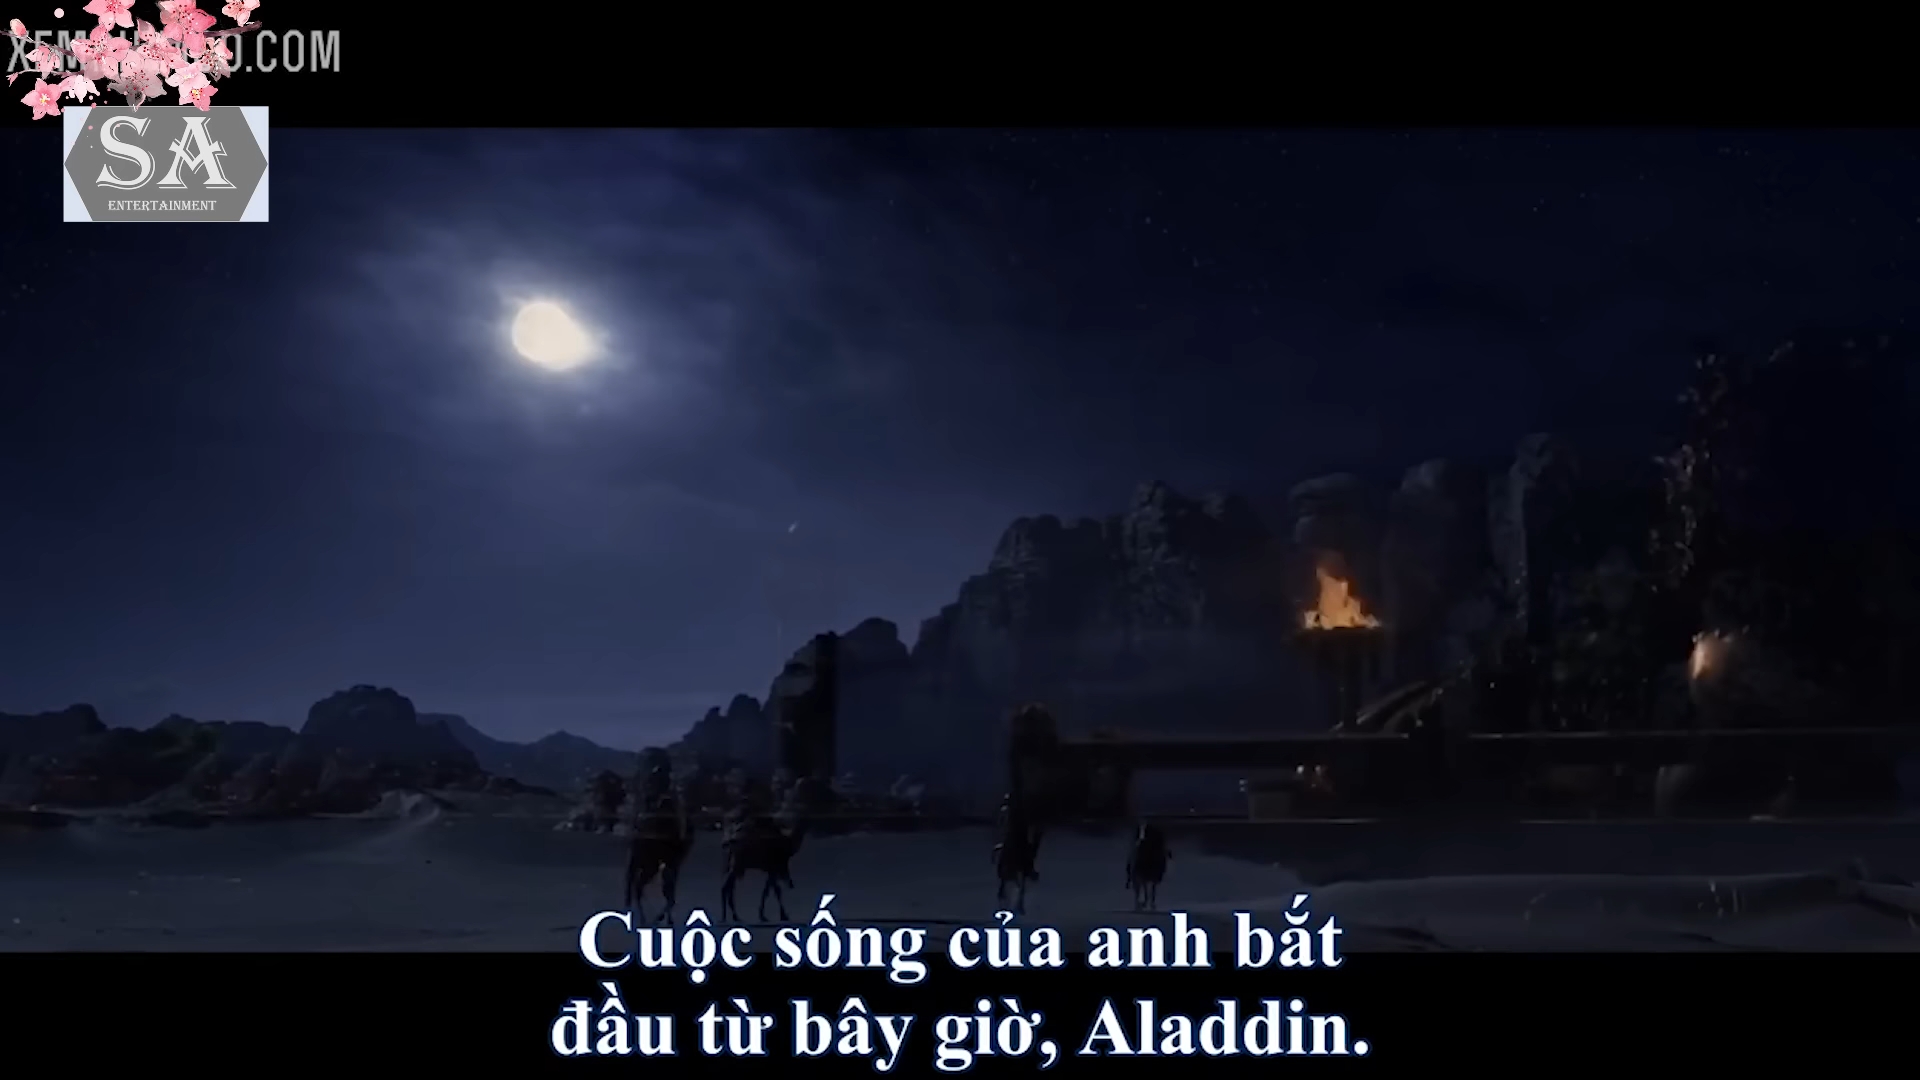 SA
ENTERTAINMENT
Cuộc sống của anh bắt
đầu từ bây giờ, Aladdin.